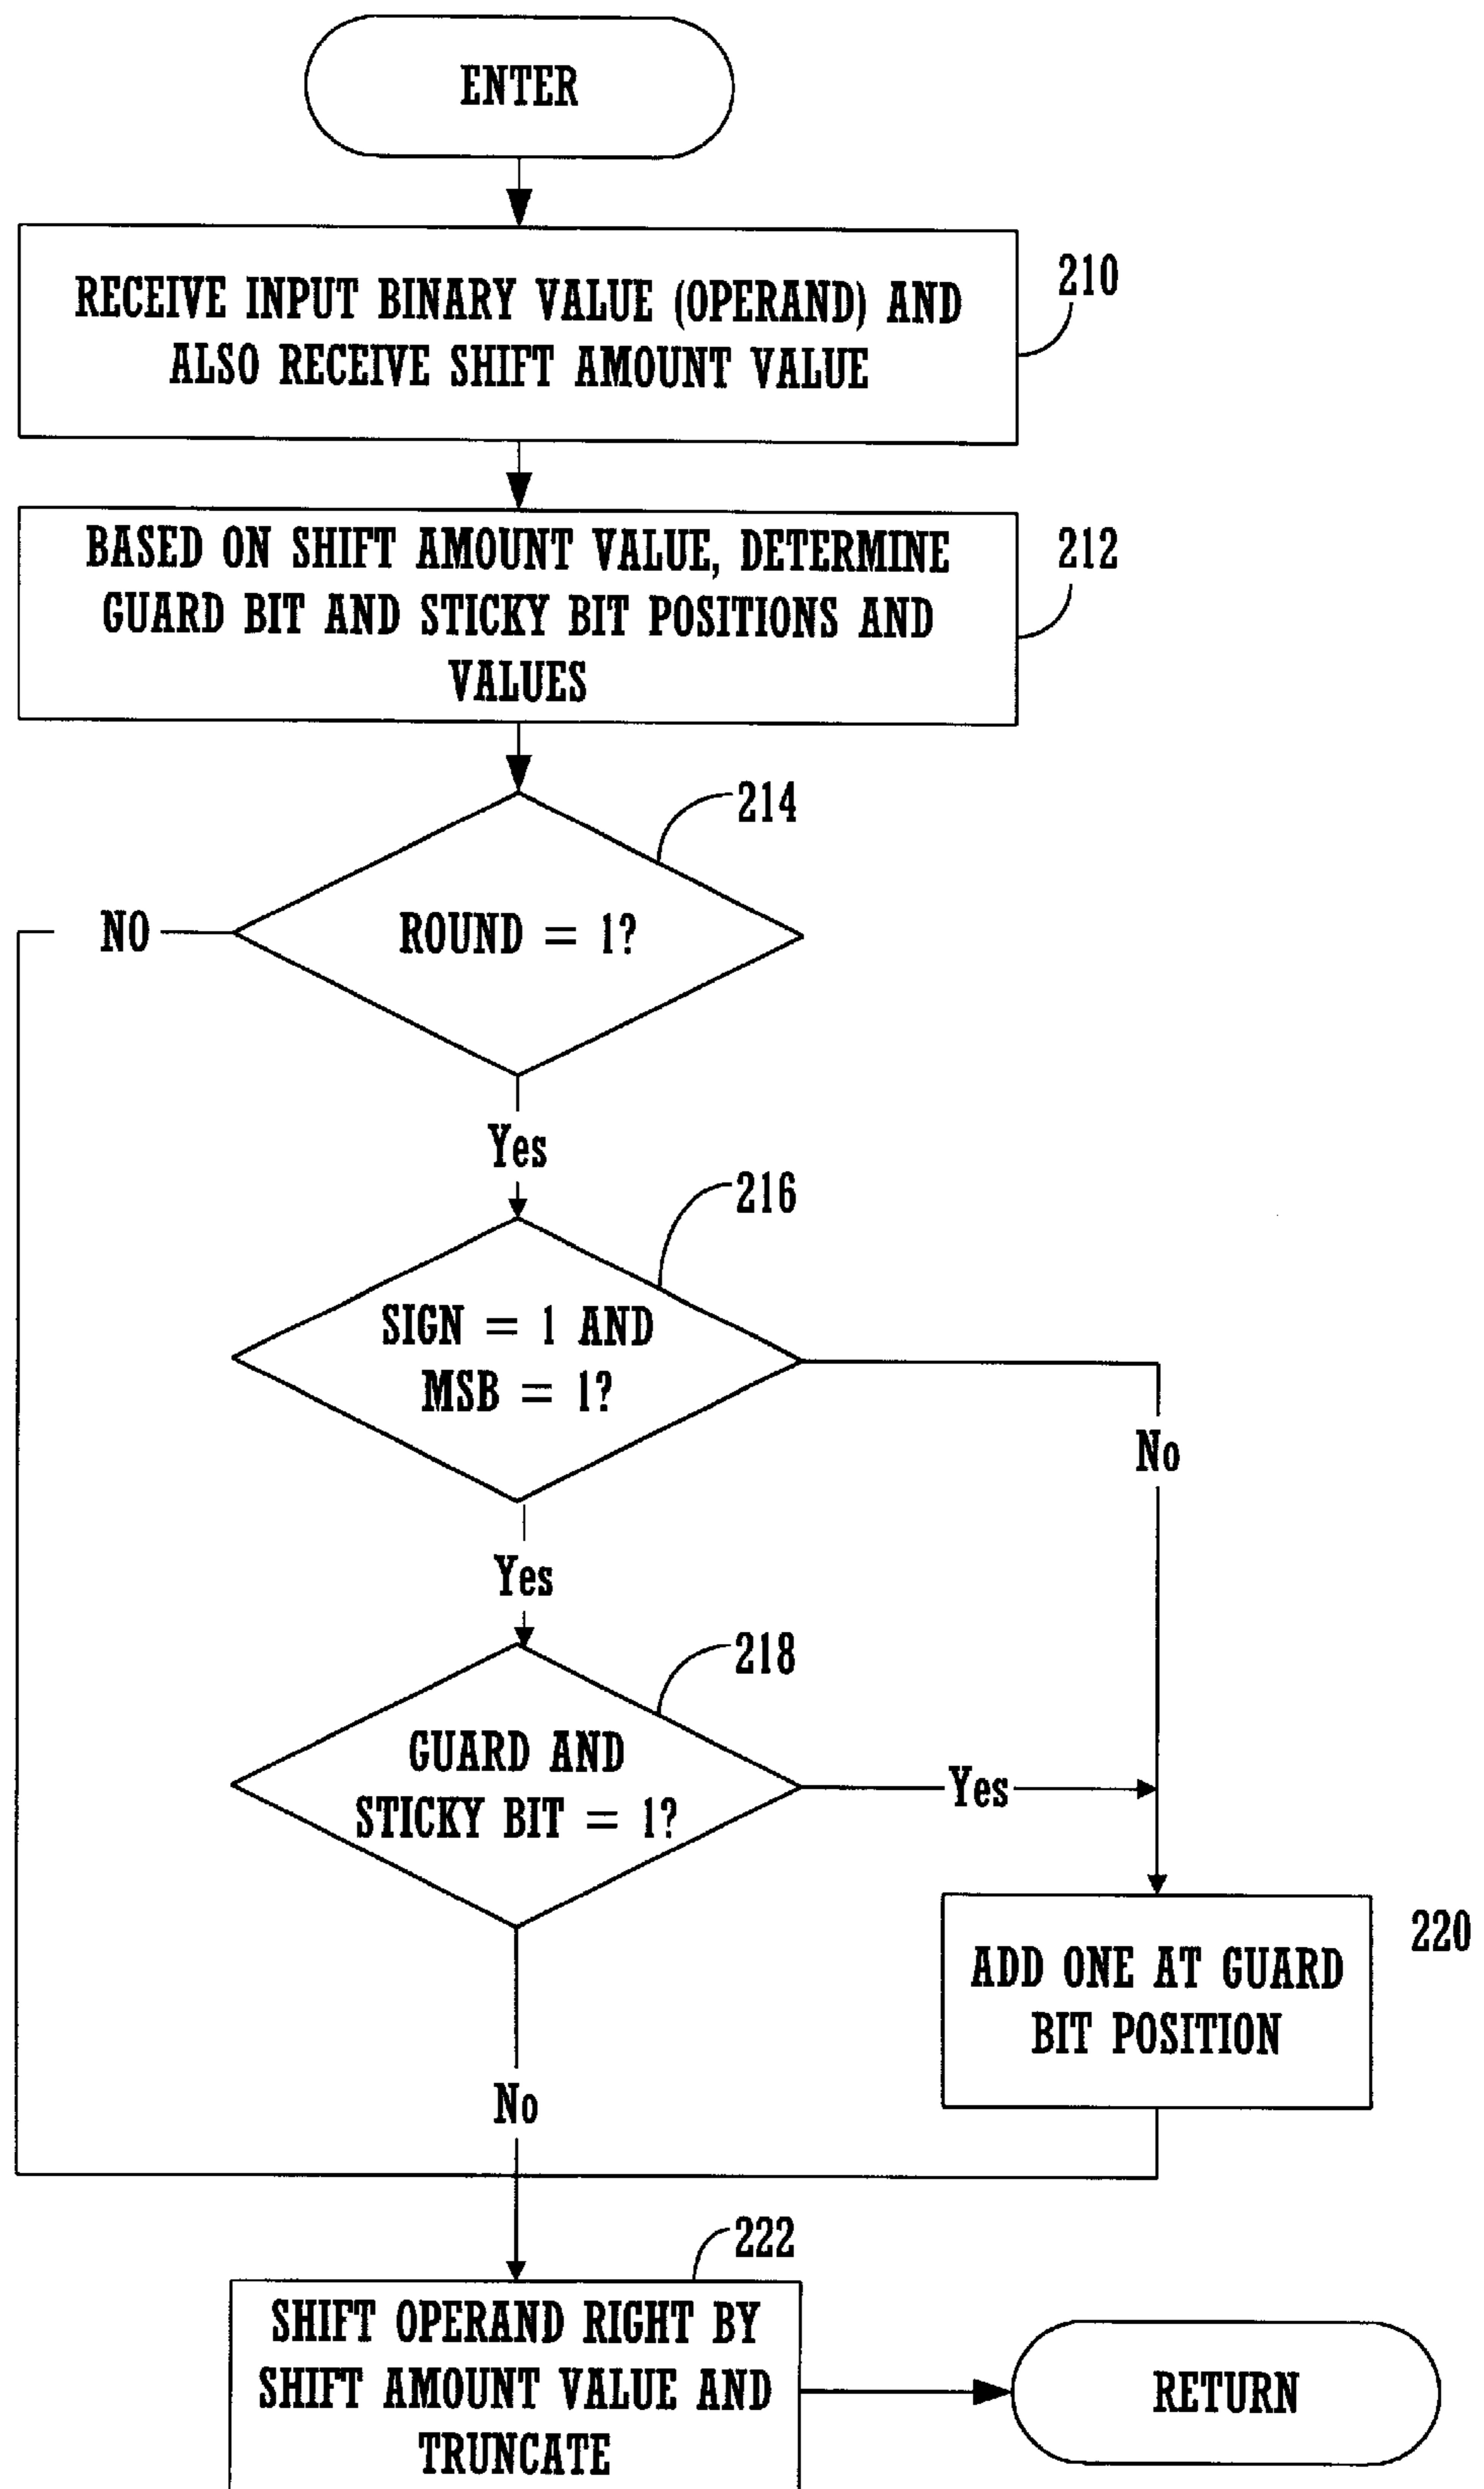 ENTER
RECEIVE INPUT BINARY VALUE (OPERAND) AND
ALSO RECEIVE SHIFT AMOUNT VALUE
210
BASED ON SHIFT AMOUNT VALUE, DETERMINE
GUARD BIT AND STICKY BIT POSITIONS AND
VALUES
212
214
NO
ROUND = 1?
Yes
216
SIGN = 1 AND
MSB = 1?
No
Yes
218
GUARD AND
STICKY BIT = 1?
Yes
220
ADD ONE AT GUARD
BIT POSITION
No
222
SHIFT OPERAND RIGHT BY
SHIFT AMOUNT VALUE AND
TRUNCATE
RETURN